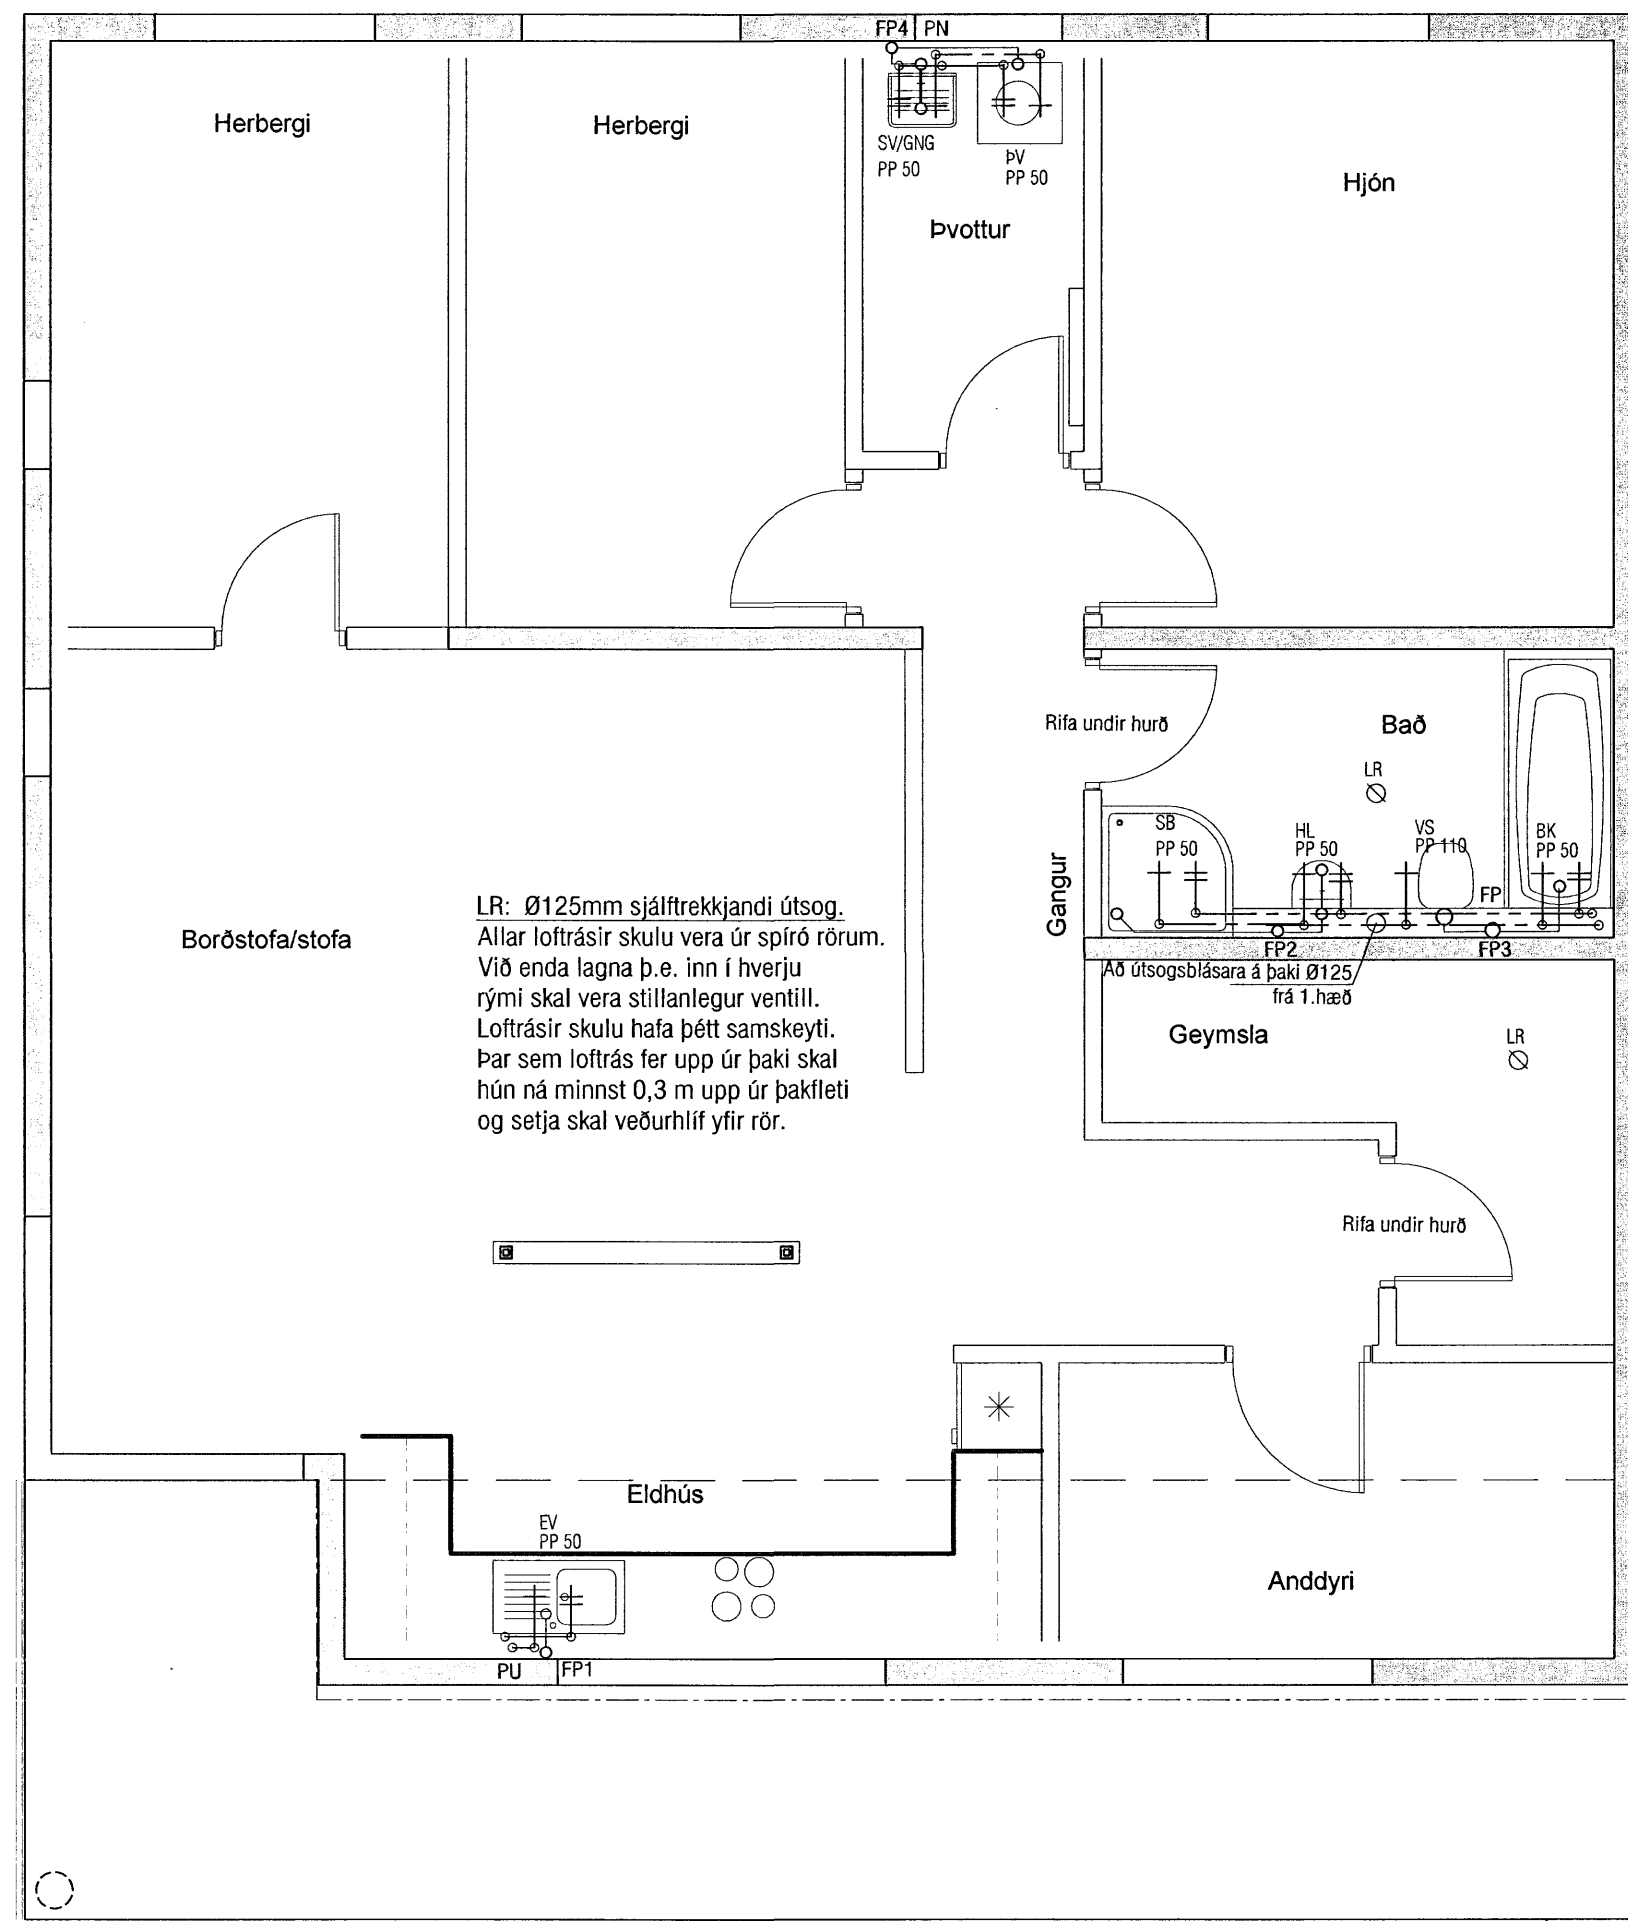 FP4 PN
Herbergi
Herbergi
SV/GNG
PP 50
ÞV
PP 50
Hjón
Þvottur
Rifa undir hurð
Bað
LR
SB
PP 50
HL
PP 50
VS
PP 110
BK
PP 50
FP
Gangur
FP2
FP3
Að útsogsblásara á þaki Ø125
frá 1.hæð
Borðstofa/stofa
LR: Ø125mm sjálftrekkjandi útsog.
Allar loftrásir skulu vera úr spíró rörum.
Við enda lagna þ.e. inn í hverju
rými skal vera stillanlegur ventill.
Loftrásir skulu hafa þétt samskeyti.
Þar sem loftrás fer upp úr þaki skal
hún ná minnst 0,3 m upp úr þakfleti
og setja skal veðurhlíf yfir rör.
Geymsla
LR
Rifa undir hurð
Eldhús
EV
PP 50
Anddyri
PU FP1